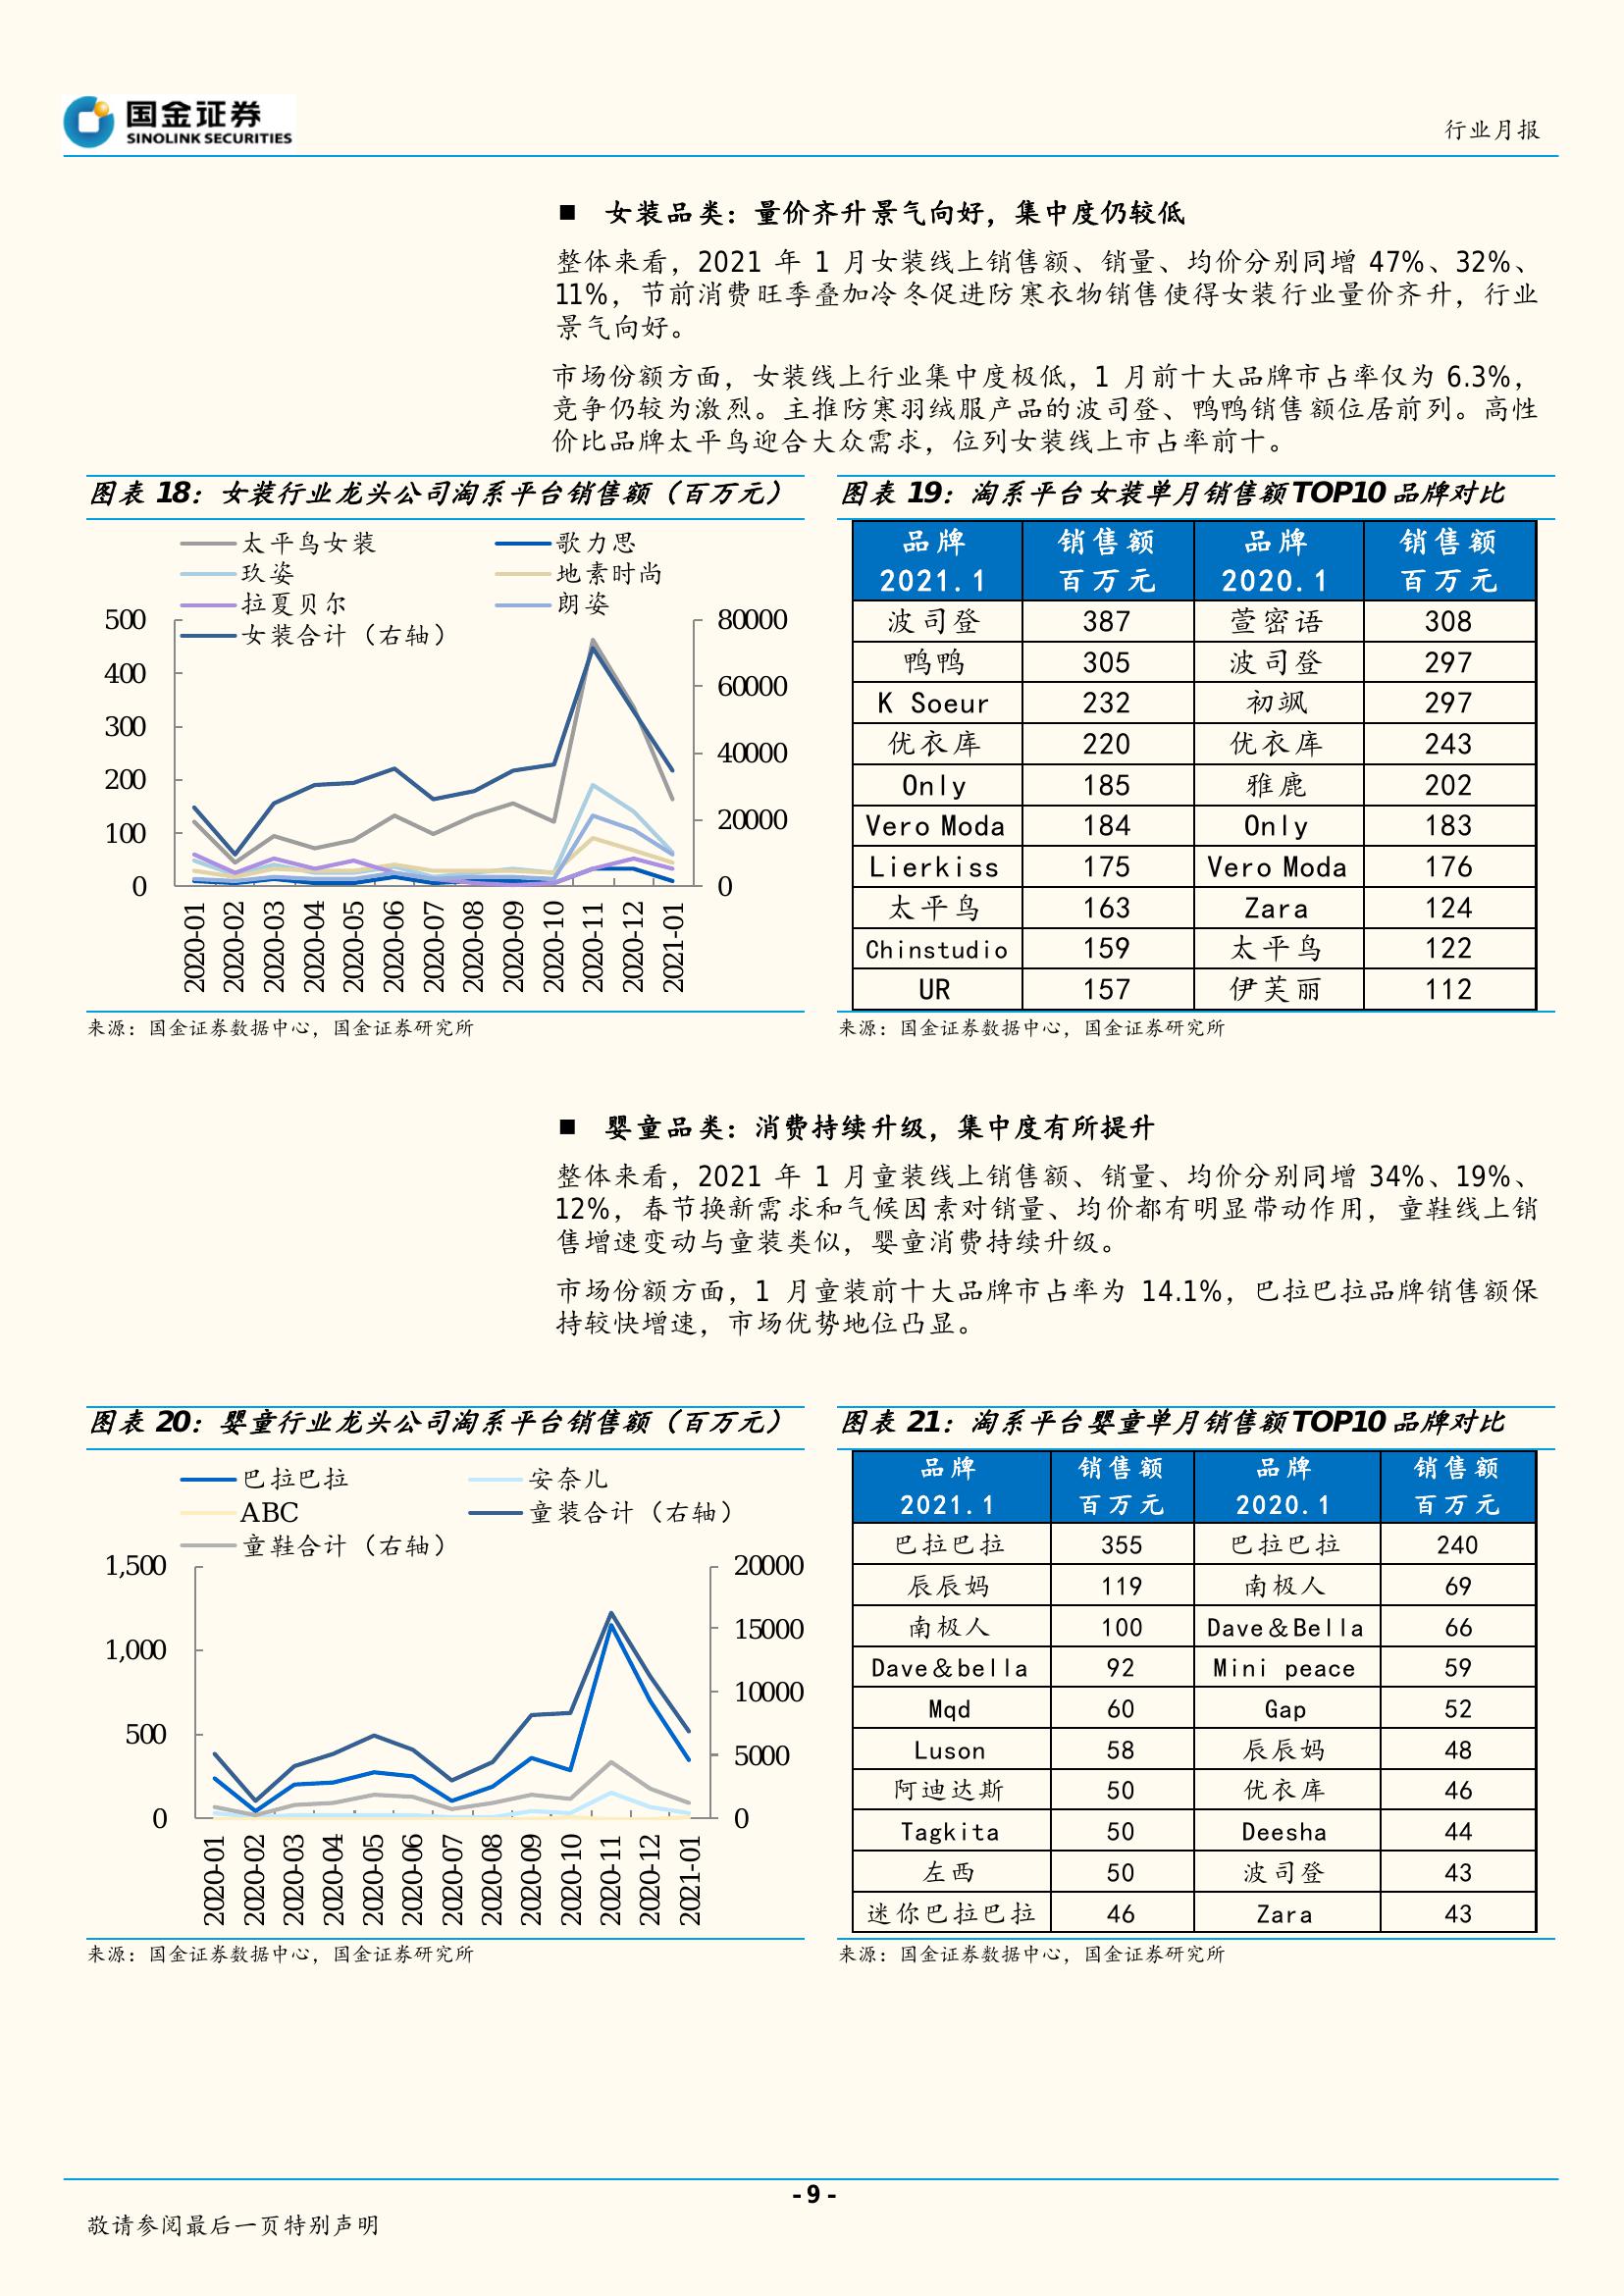 国金证券
SINOLINK SECURITIES
行业月报
■ 女装品类：量价齐升景气向好，集中度仍较低
整体来看，2021 年 1 月女装线上销售额、销量、均价分别同增 47%、32%、
11%，节前消费旺季叠加冷冬促进防寒衣物销售使得女装行业量价齐升，行业
景气向好。
市场份额方面，女装线上行业集中度极低，1 月前十大品牌市占率仅为 6.3%，
竞争仍较为激烈。主推防寒羽绒服产品的波司登、鸭鸭销售额位居前列。高性
价比品牌太平鸟迎合大众需求，位列女装线上市占率前十。
图表 18：女装行业龙头公司淘系平台销售额（百万元）
太平鸟女装 歌力思
玖姿 地素时尚
拉夏贝尔 朗姿
女装合计（右轴）
500 80000
400 60000
300 40000
200 20000
100 0
0
2020-01 2020-02 2020-03 2020-04 2020-05 2020-06 2020-07 2020-08 2020-09 2020-10 2020-11 2020-12 2021-01
来源：国金证券数据中心，国金证券研究所
图表 19：淘系平台女装单月销售额TOP10 品牌对比
品牌 销售额 品牌 销售额
2021.1 百万元 2020.1 百万元
波司登 387 萱密语 308
鸭鸭 305 波司登 297
K Soeur 232 初飒 297
优衣库 220 优衣库 243
Only 185 雅鹿 202
Vero Moda 184 Only 183
Lierkiss 175 Vero Moda 176
太平鸟 163 Zara 124
Chinstudio 159 太平鸟 122
UR 157 伊芙丽 112
来源：国金证券数据中心，国金证券研究所
■ 婴童品类：消费持续升级，集中度有所提升
整体来看，2021 年 1 月童装线上销售额、销量、均价分别同增 34%、19%、
12%，春节换新需求和气候因素对销量、均价都有明显带动作用，童鞋线上销
售增速变动与童装类似，婴童消费持续升级。
市场份额方面，1 月童装前十大品牌市占率为 14.1%，巴拉巴拉品牌销售额保
持较快增速，市场优势地位凸显。
图表 20：婴童行业龙头公司淘系平台销售额（百万元）
巴拉巴拉 安奈儿
ABC 童装合计（右轴）
童鞋合计（右轴）
1,500 20000
1,000 15000
500 10000
0 5000
0
2020-01 2020-02 2020-03 2020-04 2020-05 2020-06 2020-07 2020-08 2020-09 2020-10 2020-11 2020-12 2021-01
来源：国金证券数据中心，国金证券研究所
图表 21：淘系平台婴童单月销售额TOP10 品牌对比
品牌 销售额 品牌 销售额
2021.1 百万元 2020.1 百万元
巴拉巴拉 355 巴拉巴拉 240
辰辰妈 119 南极人 69
南极人 100 Dave＆Bella 66
Dave＆bella 92 Mini peace 59
Mqd 60 Gap 52
Luson 58 辰辰妈 48
阿迪达斯 50 优衣库 46
Tagkita 50 Deesha 44
左西 50 波司登 43
迷你巴拉巴拉 46 Zara 43
来源：国金证券数据中心，国金证券研究所
- 9 -
敬请参阅最后一页特别声明